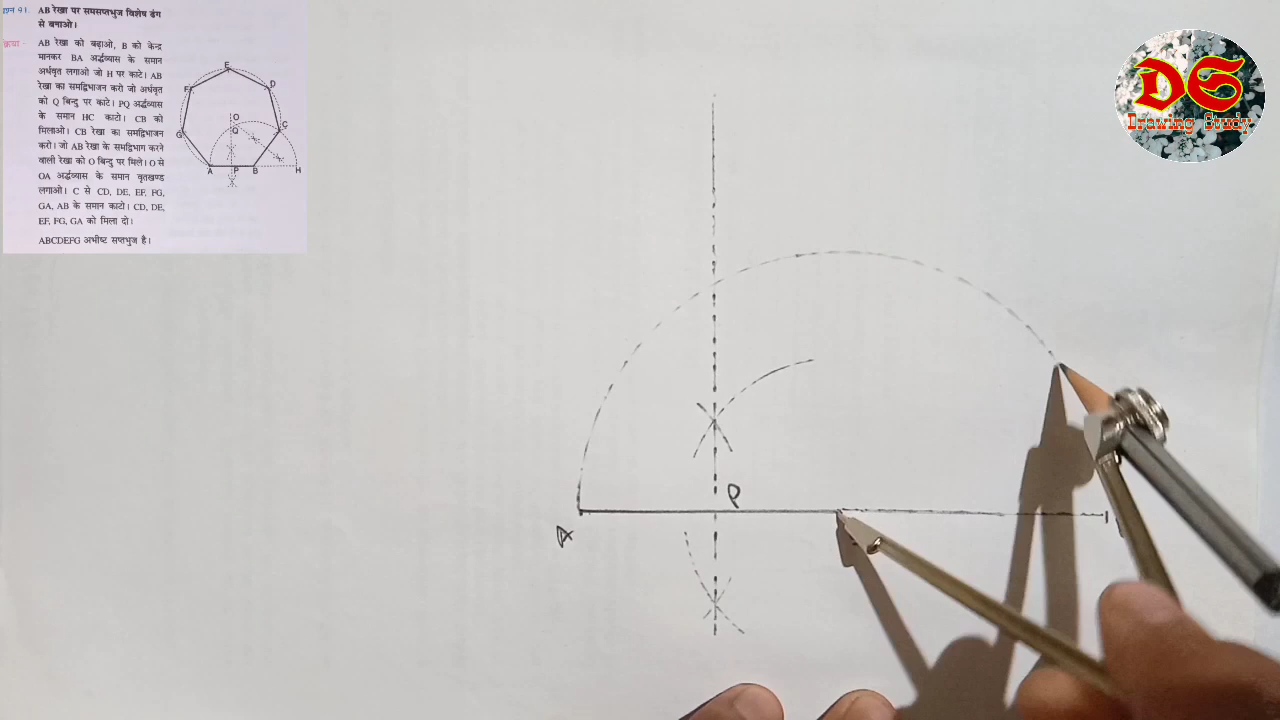 प्रश्न 91. AB रेखा पर समसप्तभुज विशेष ढंग
से बनाओ।
क्रिया - AB रेखा को बढ़ाओ, B को केन्द्र
मानकर BA अर्द्धव्यास के समान
अर्धवृत लगाओ जो H पर काटे। AB
रेखा का समद्विभाजन करो जो अर्धवृत
को Q बिन्दु पर काटे। PQ अर्द्धव्यास
के समान HC काटो। CB को
मिलाओ। CB रेखा का समद्विभाजन
करो। जो AB रेखा के समद्विभाग करने
वाली रेखा को O बिन्दु पर मिले। O से
OA अर्द्धव्यास के समान वृतखण्ड
लगाओ। C से CD, DE, EF, FG,
GA, AB के समान काटो। CD, DE,
EF, FG, GA को मिला दो।
ABCDEFG अभीष्ट सप्तभुज है।
E
F
D
O
Q
C
G
A
P
B
H
DS
Drawing Study
P
A